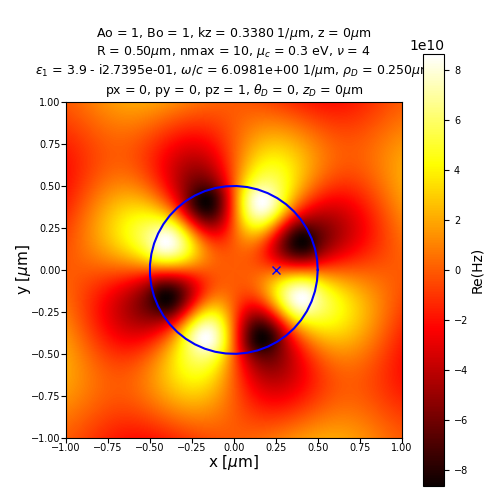 Ao = 1, Bo = 1, kz = 0.3380 1/μm, z = 0μm
R = 0.50μm, nmax = 10, μc = 0.3 eV, ν = 4
ε1 = 3.9 - i2.7395e-01, ω/c = 6.0981e+00 1/μm, ρD = 0.250μm
px = 0, py = 0, pz = 1, θD = 0, zD = 0μm
1e10
1.00
0.75
0.50
0.25
0.00
−0.25
−0.50
−0.75
−1.00
y [μm]
−1.00 −0.75 −0.50 −0.25 0.00 0.25 0.50 0.75 1.00
x [μm]
8
6
4
2
0
−2
−4
−6
−8
Re(Hz)